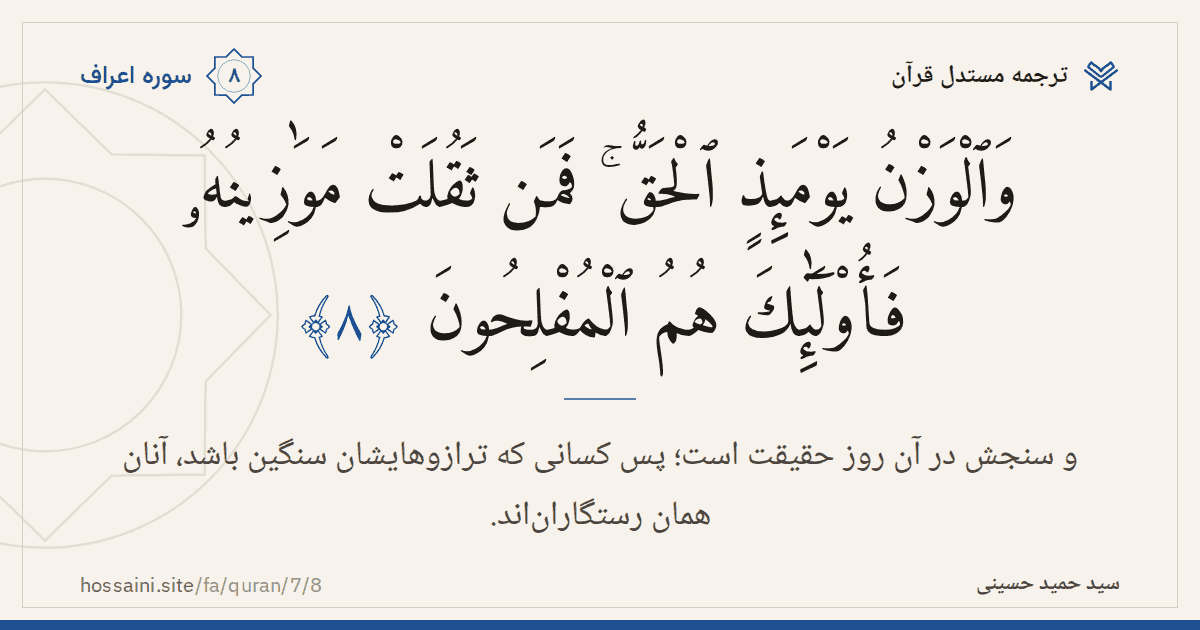 ترجمه مستدل قرآن
سوره اعراف ۸
وَٱلْوَزْنُ يَوْمَئِذٍ ٱلْحَقُّ ۚ فَمَن ثَقُلَتْ مَوَٰزِينُهُۥ
فَأُو۟لَـٰٓئِكَ هُمُ ٱلْمُفْلِحُونَ ﴿٨﴾
و سنجش در آن روز حقیقت است؛ پس کسانی که ترازوهایشان سنگین باشد، آنان
همان رستگاران‌اند.
سید حمید حسینی
hossaini.site/fa/quran/7/8